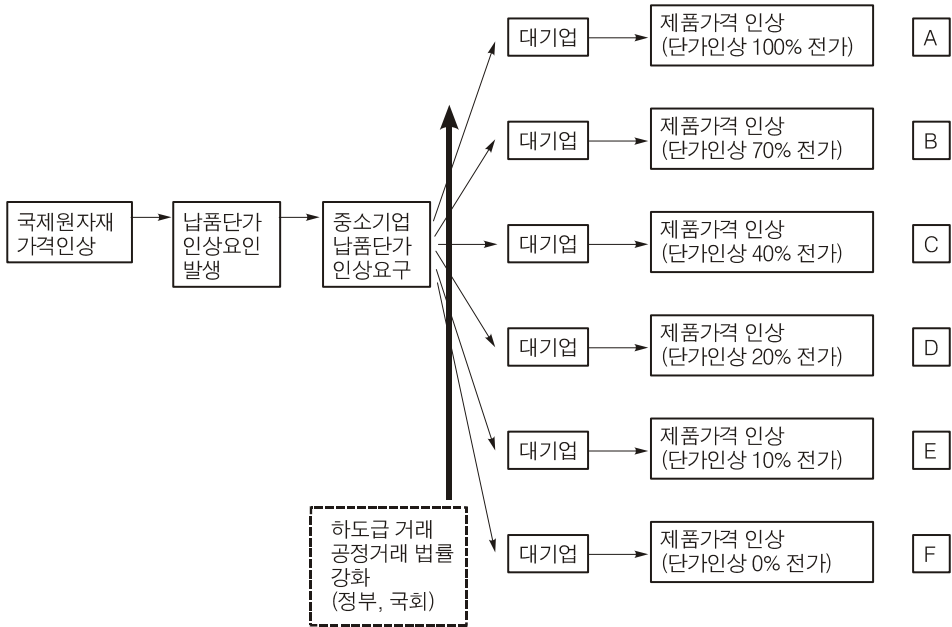 국제원자재
가격인상
납품단가
인상요인
발생
중소기업
납품단가
인상요구
하도급 거래
공정거래 법률
강화
(정부, 국회)
대기업
제품가격 인상
(단가인상 100% 전가)
A
대기업
제품가격 인상
(단가인상 70% 전가)
B
대기업
제품가격 인상
(단가인상 40% 전가)
C
대기업
제품가격 인상
(단가인상 20% 전가)
D
대기업
제품가격 인상
(단가인상 10% 전가)
E
대기업
제품가격 인상
(단가인상 0% 전가)
F